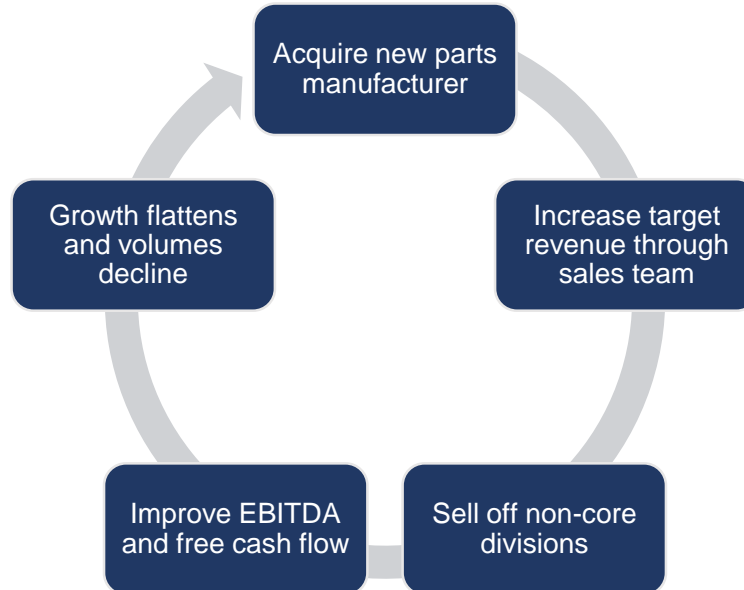 Acquire new parts
manufacturer
Increase target
revenue through
sales team
Sell off non-core
divisions
Improve EBITDA
and free cash flow
Growth flattens
and volumes
decline